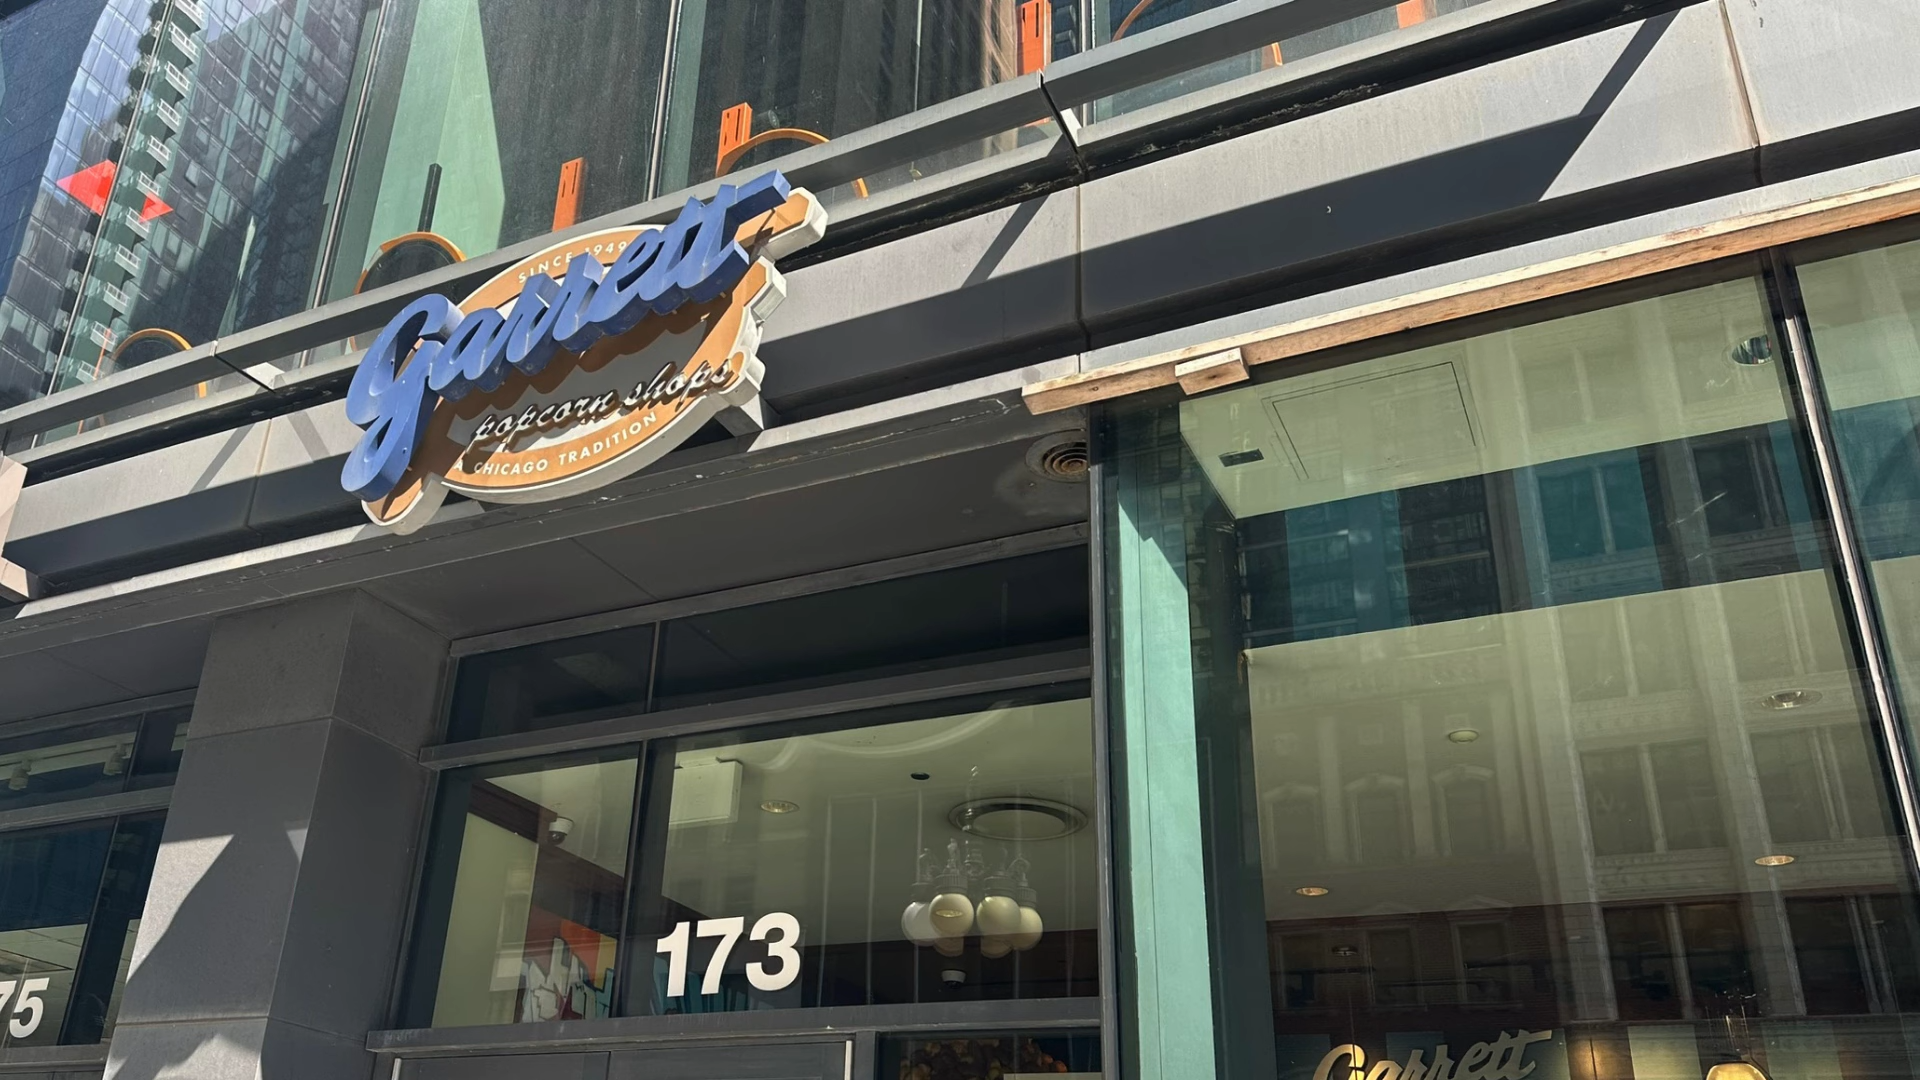 SINCE 1949
Garrett
popcorn shops
A CHICAGO TRADITION
173
75
Garrett